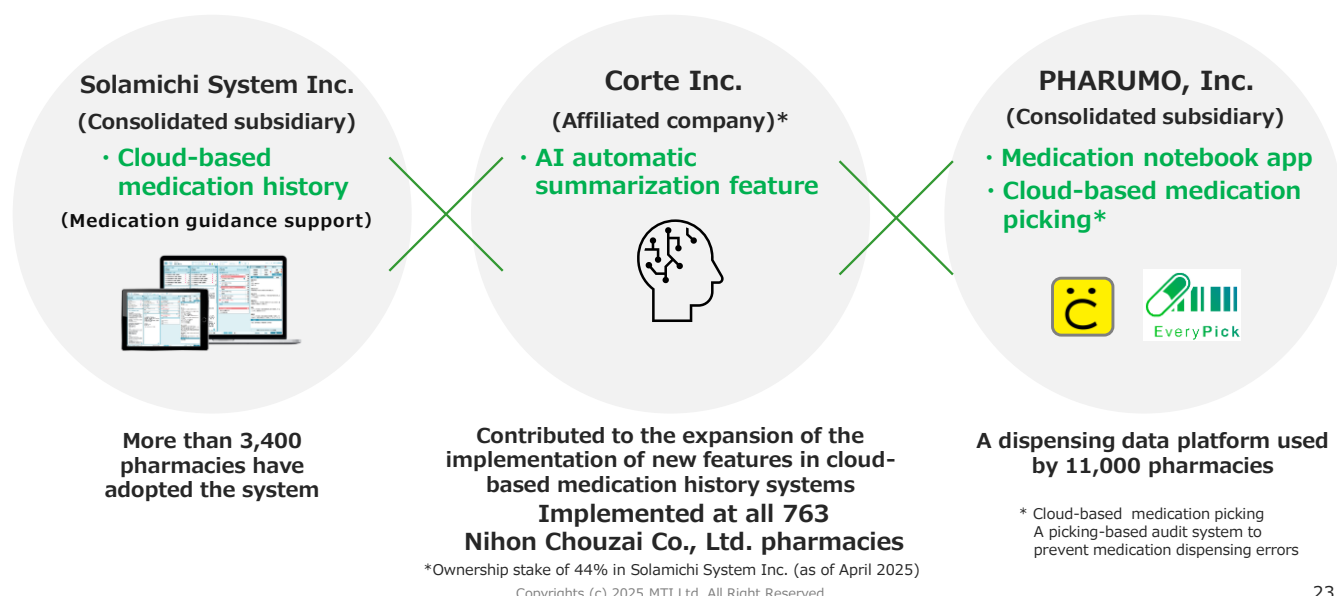 Solamichi System Inc.
(Consolidated subsidiary)
・Cloud-based
medication history
(Medication guidance support)
More than 3,400
pharmacies have
adopted the system
Corte Inc.
(Affiliated company)*
・AI automatic
summarization feature
Contributed to the expansion of the
implementation of new features in cloud-
based medication history systems
Implemented at all 763
Nihon Chouzai Co., Ltd. pharmacies
*Ownership stake of 44% in Solamichi System Inc. (as of April 2025)
PHARUMO, Inc.
(Consolidated subsidiary)
・Medication notebook app
・Cloud-based medication
picking*
EveryPick
A dispensing data platform used
by 11,000 pharmacies
* Cloud-based medication picking
A picking-based audit system to
prevent medication dispensing errors
Copyrights (c) 2025 MTI Ltd. All Right Reserved
23